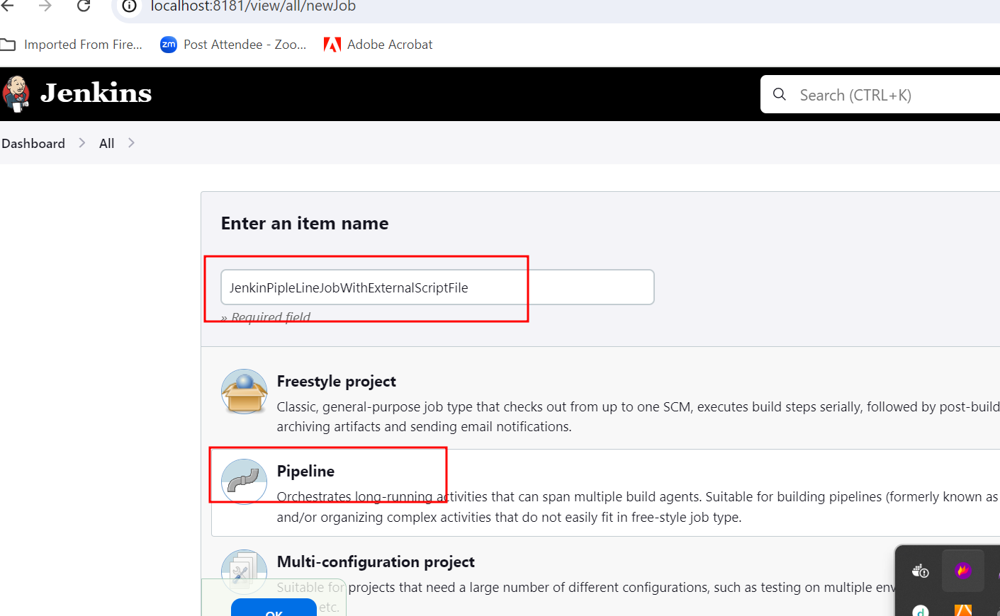 localhost:8181/view/all/newJob
Imported From Fire... zm Post Attendee - Zoo... Adobe Acrobat
Jenkins Search (CTRL+K)
Dashboard All
Enter an item name
JenkinPipleLineJobWithExternalScriptFile
» Required field
Freestyle project
Classic, general-purpose job type that checks out from up to one SCM, executes build steps serially, followed by post-build
archiving artifacts and sending email notifications.
Pipeline
Orchestrates long-running activities that can span multiple build agents. Suitable for building pipelines (formerly known as
and/or organizing complex activities that do not easily fit in free-style job type.
Multi-configuration project
Suitable for projects that need a large number of different configurations, such as testing on multiple env
OK etc.